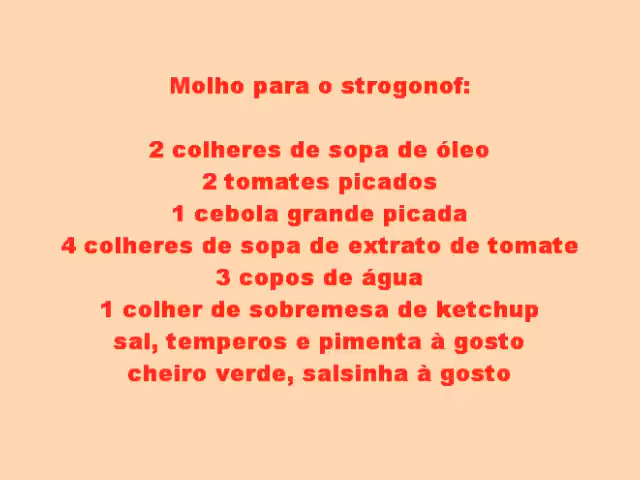 Molho para o strogonof:
2 colheres de sopa de óleo
2 tomates picados
1 cebola grande picada
4 colheres de sopa de extrato de tomate
3 copos de água
1 colher de sobremesa de ketchup
sal, temperos e pimenta à gosto
cheiro verde, salsinha à gosto